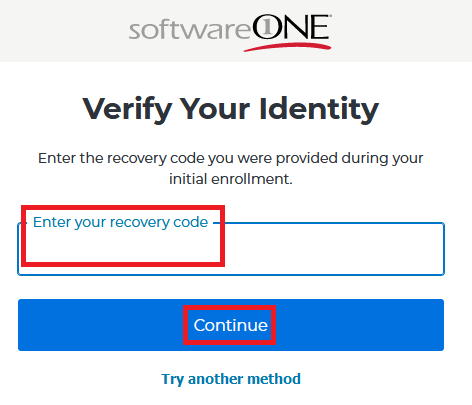 softwareONE
Verify Your Identity
Enter the recovery code you were provided during your
initial enrollment.
Enter your recovery code
Continue
Try another method